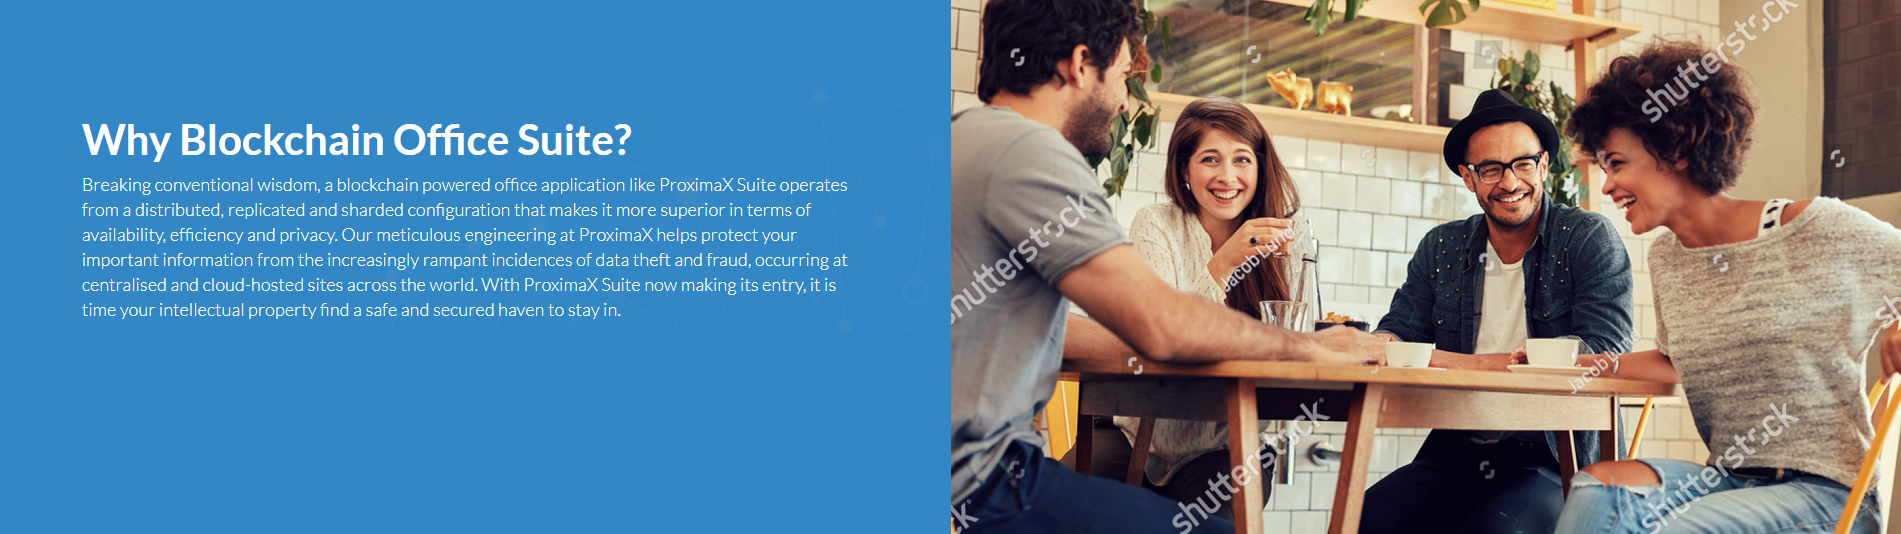 Why Blockchain Office Suite?
Breaking conventional wisdom, a blockchain powered office application like ProximaX Suite operates
from a distributed, replicated and sharded configuration that makes it more superior in terms of
availability, efficiency and privacy. Our meticulous engineering at ProximaX helps protect your
important information from the increasingly rampant incidences of data theft and fraud, occurring at
centralised and cloud-hosted sites across the world. With ProximaX Suite now making its entry, it is
time your intellectual property find a safe and secured haven to stay in.
shutterstock
shutterstock
Jacob Lund
Jacob Lund
shutterstock
shutterstock